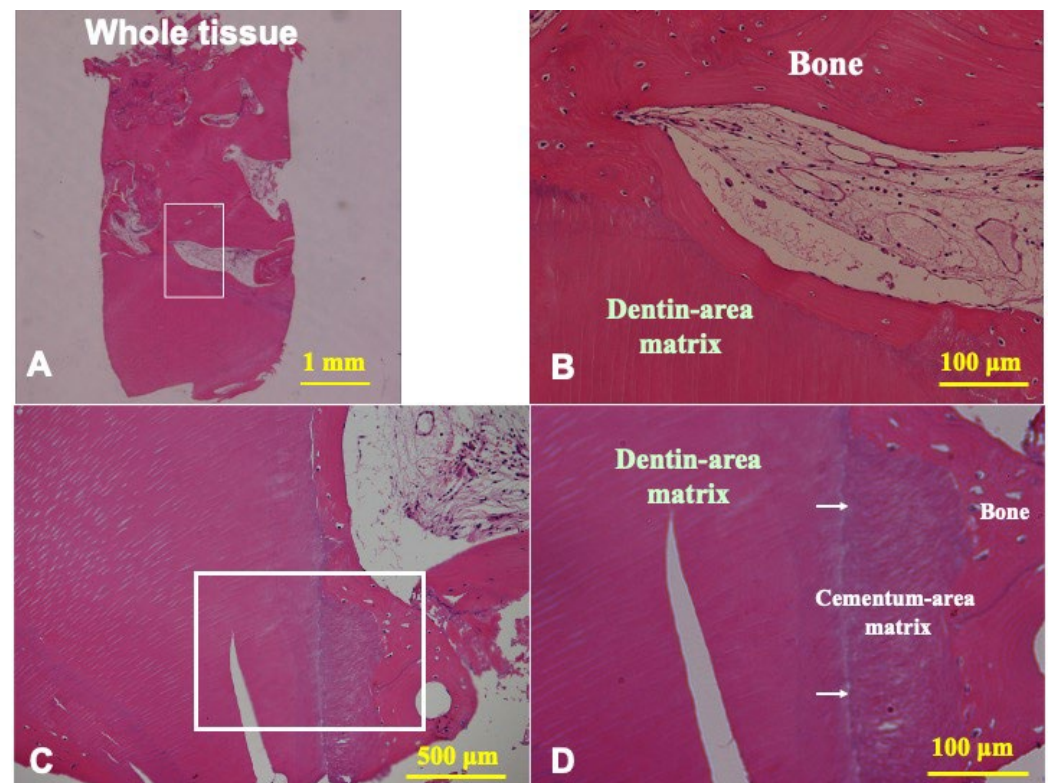 Whole tissue
A
1 mm
Bone
Dentin-area
matrix
B
100 µm
C
500 µm
Dentin-area
matrix
Bone
Cementum-area
matrix
D
100 µm